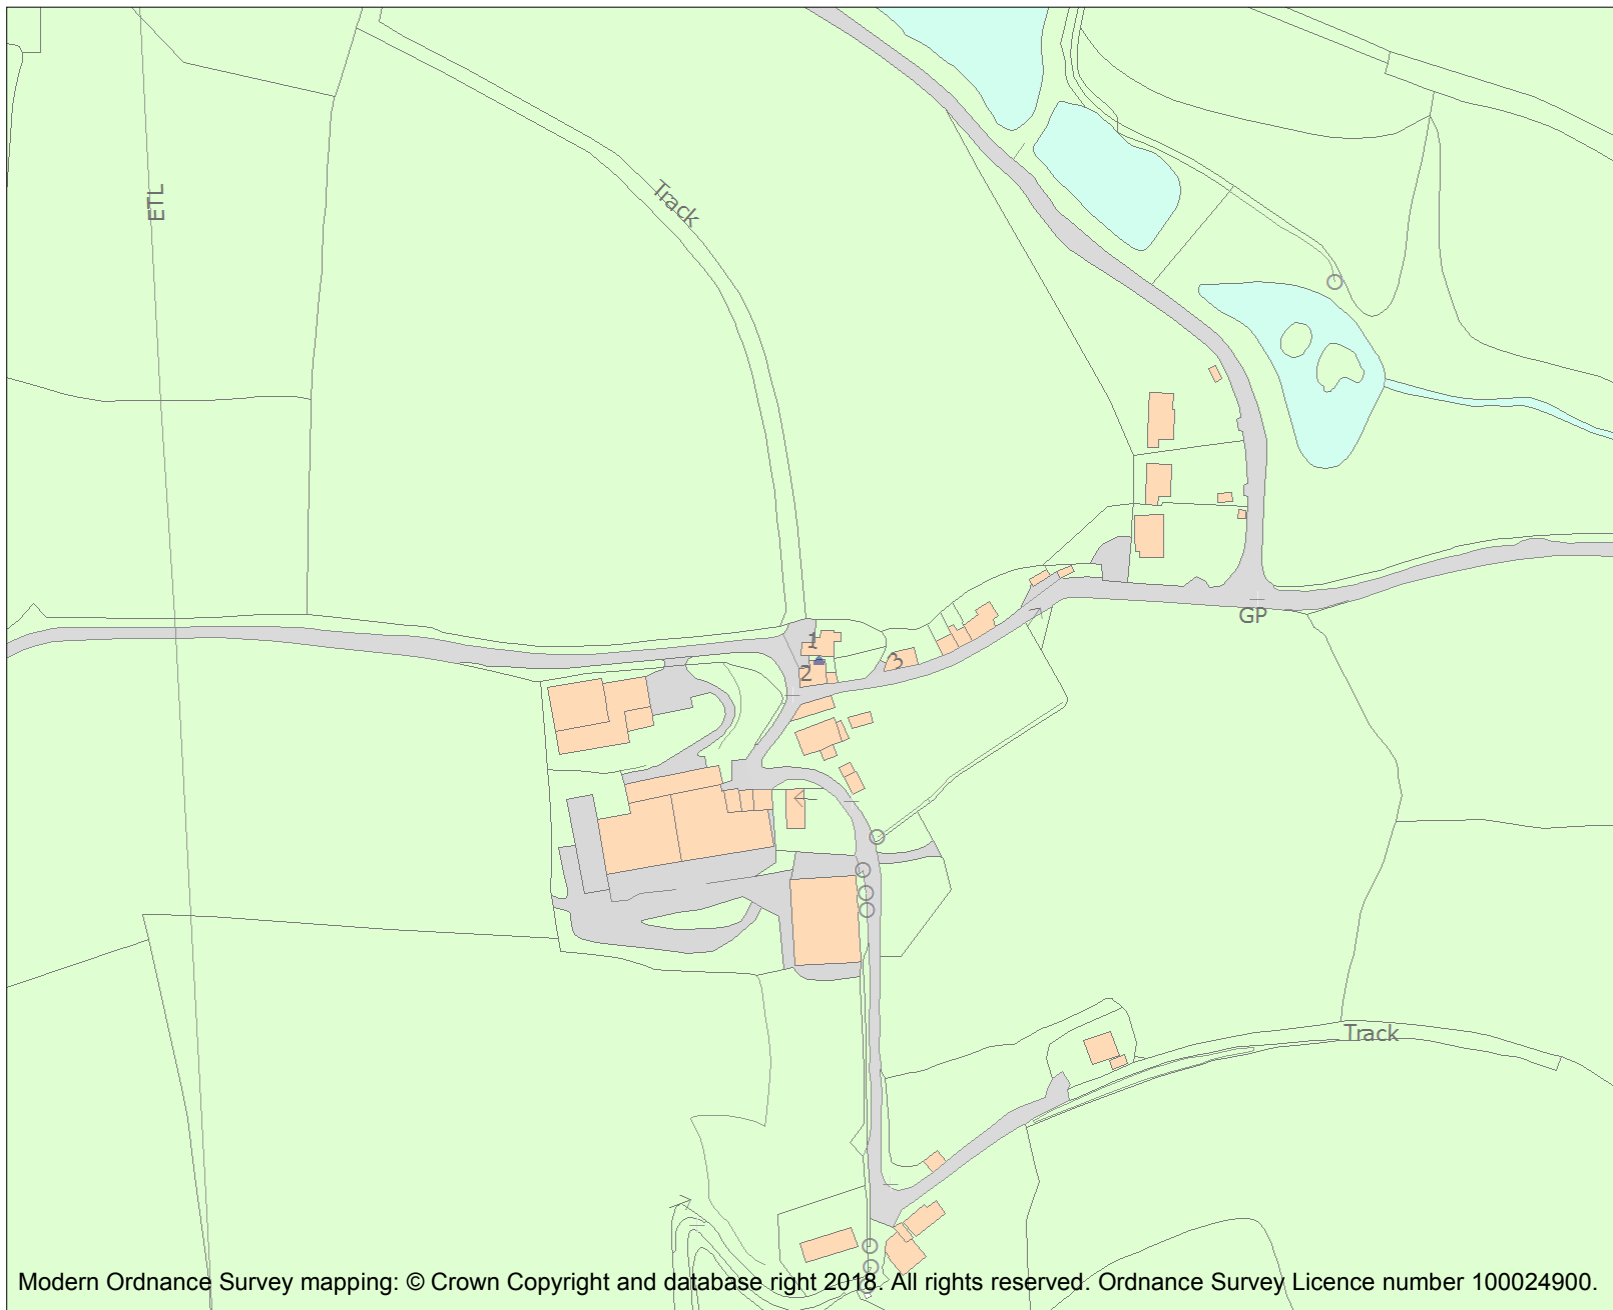 ETL
Track
GP
1
2
3
Track
Modern Ordnance Survey mapping: © Crown Copyright and database right 2018. All rights reserved. Ordnance Survey Licence number 100024900.